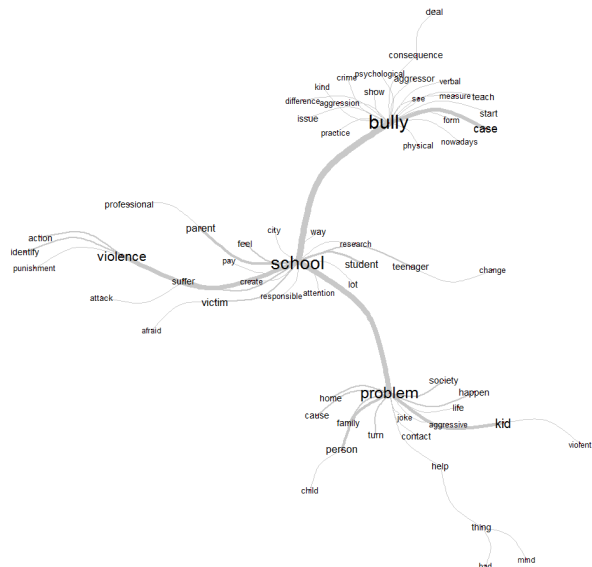 deal
consequence
psychological
crime
aggressor
verbal
kind
show
see
measure
teach
difference
aggression
start
issue
bully
form
case
practice
physical
nowadays
professional
parent
city
way
action
feel
research
identify
violence
pay
school
student
teenager
punishment
change
suffer
create
lot
attack
victim
responsible
attention
afraid
society
problem
happen
home
life
cause
joke
family
aggressive
kid
turn
contact
person
violent
help
child
thing
mind
bad